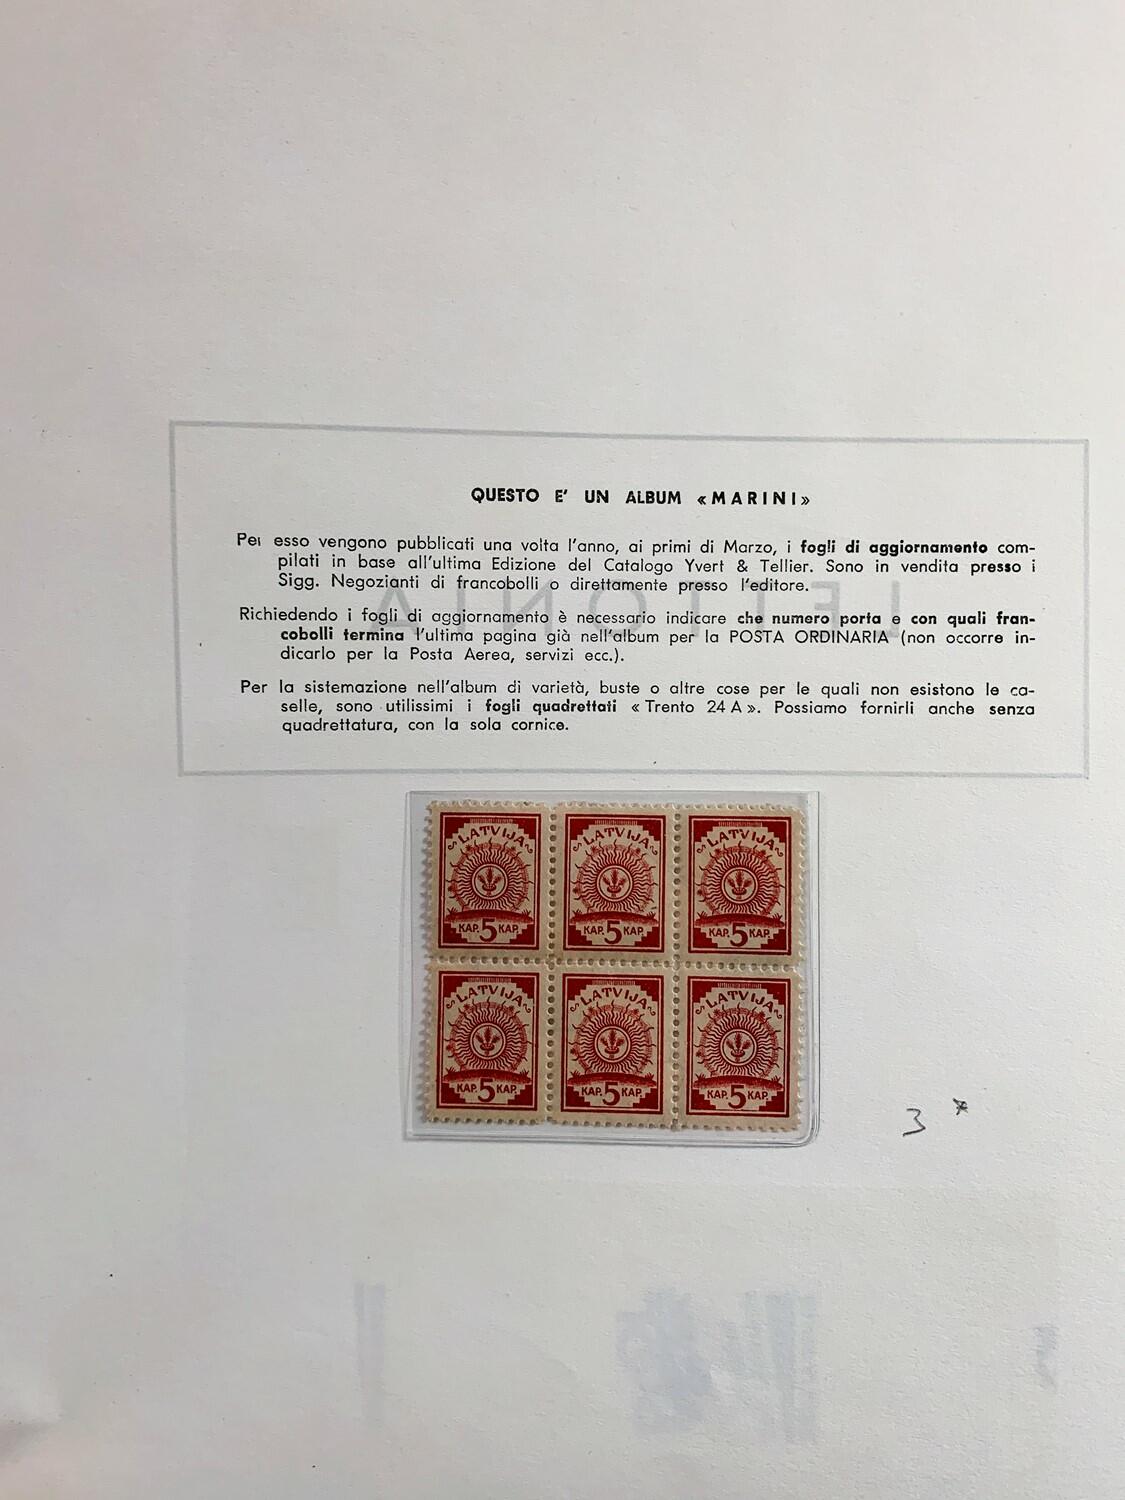 QUESTO E' UN ALBUM «MARINI»
Per esso vengono pubblicati una volta l'anno, ai primi di Marzo, i fogli di aggiornamento com-
pilati in base all'ultima Edizione del Catalogo Yvert & Tellier. Sono in vendita presso i
Sigg. Negozianti di francobolli o direttamente presso l'editore.
LETTONIA
Richiedendo i fogli di aggiornamento è necessario indicare che numero porta e con quali fran-
cobolli termina l'ultima pagina già nell'album per la POSTA ORDINARIA (non occorre in-
dicarlo per la Posta Aerea, servizi ecc.).
Per la sistemazione nell'album di varietà, buste o altre cose per le quali non esistono le ca-
selle, sono utilissimi i fogli quadrettati «Trento 24 A». Possiamo fornirli anche senza
quadrettatura, con la sola cornice.
LATVIJA LATVIJA LATVIJA
KAP. 5 KAP. KAP. 5 KAP. KAP. 5 KAP.
LATVIJA LATVIJA LATVIJA
KAP. 5 KAP. KAP. 5 KAP. KAP. 5 KAP.
3 *